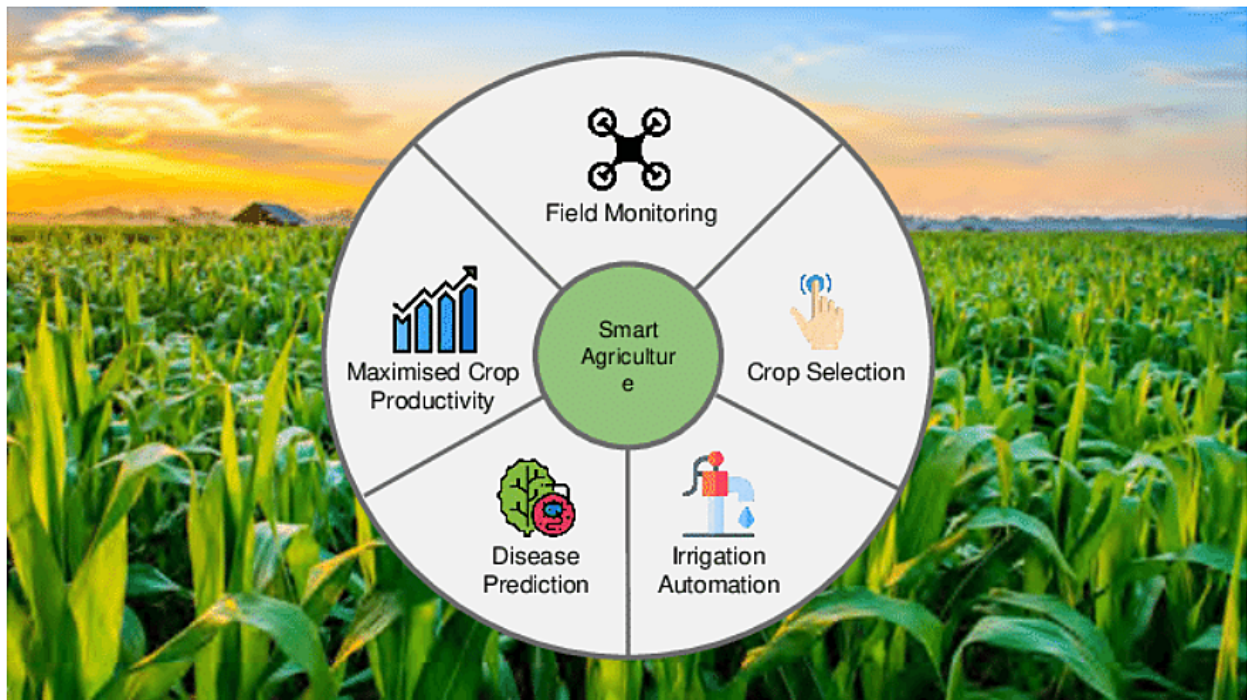 Field Monitoring
Smart
Agricultur
e
Crop Selection
Irrigation
Automation
Disease
Prediction
Maximised Crop
Productivity